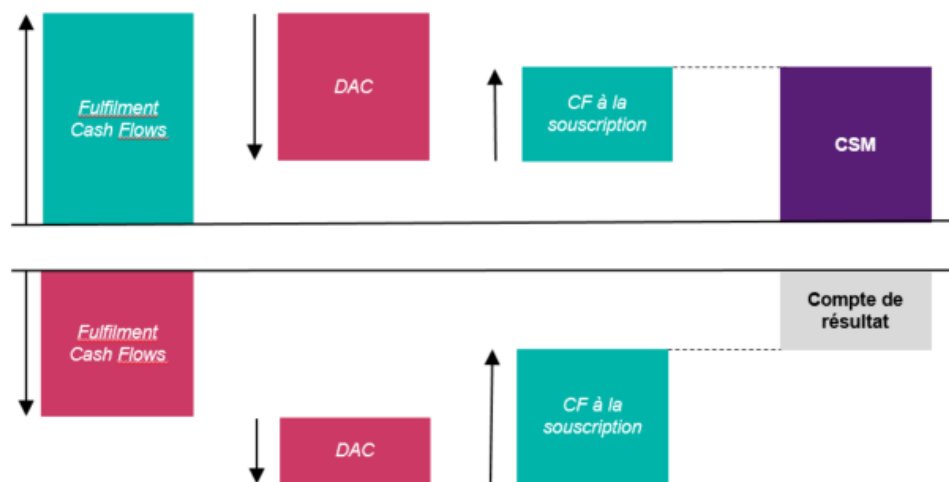 Fulfilment
Cash Flows
DAC
CF à la
souscription
CSM
Fulfilment
Cash Flows
DAC
CF à la
souscription
Compte de
résultat